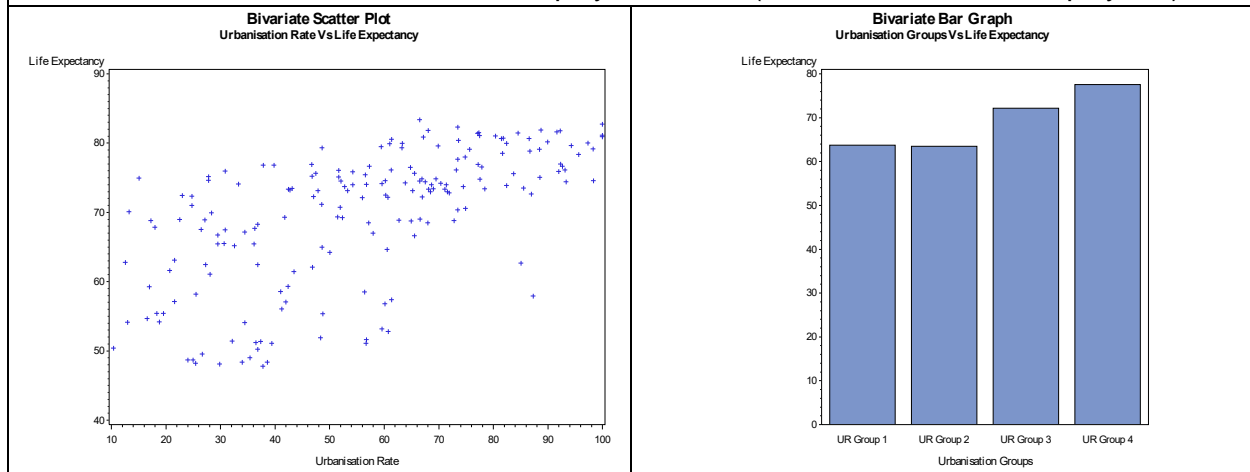 Bivariate Scatter Plot
Urbanisation Rate Vs Life Expectancy
Life Expectancy
90
80
70
60
50
40
10 20 30 40 50 60 70 80 90 100
Urbanisation Rate
Bivariate Bar Graph
Urbanisation Groups Vs Life Expectancy
Life Expectancy
80
70
60
50
40
30
20
10
0
UR Group 1 UR Group 2 UR Group 3 UR Group 4
Urbanisation Groups